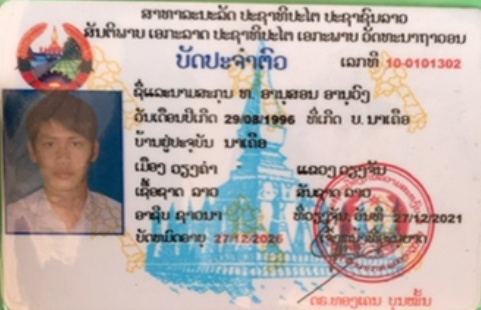 ສາທາລະນະລັດ ປະຊາທິປະໄຕ ປະຊາຊົນລາວ
ສັນຕິພາບ ເອກະລາດ ປະຊາທິປະໄຕ ເອກະພາບ ວັດທະນາຖາວອນ
ບັດປະຈຳຕົວ ເລກທີ 10-0101302
ຊື່ແລະນາມສະກຸນ ທ. ອານຸສອນ ອານຸວົງ
ວັນເດືອນປີເກີດ 29/08/1996 ທີ່ເກີດ ບ. ນາເຄືອ
ບ້ານຢູ່ປະຈຸບັນ ນາເຄືອ
ເມືອງ ວຽງຄຳ ແຂວງ ວຽງຈັນ
ເຊື້ອຊາດ ລາວ ສັນຊາດ ລາວ
ອາຊີບ ຊາວນາ ທີ່ວຽງຈັນ, ວັນທີ 27/12/2021
ບັດໝົດອາຍຸ 27/12/2026
ດຣ. ທອງເດນ ບຸນໝັ້ນ